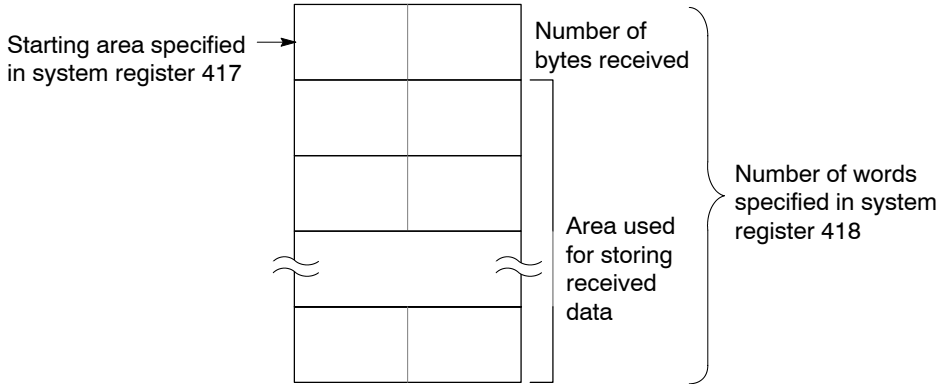 Starting area specified
in system register 417
Number of
bytes received
Area used
for storing
received
data
Number of words
specified in system
register 418